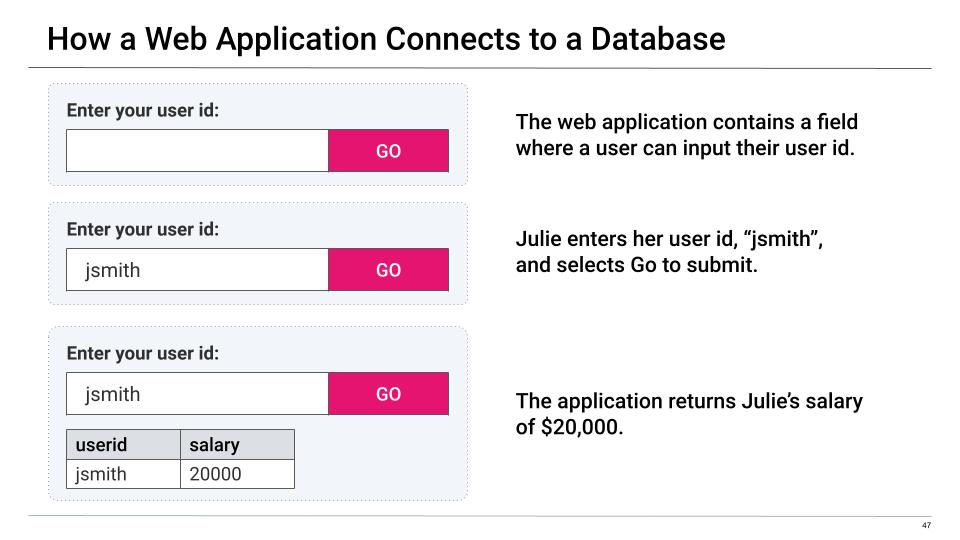 How a Web Application Connects to a Database
Enter your user id:
GO
The web application contains a field
where a user can input their user id.
Enter your user id:
jsmith
GO
Julie enters her user id, “jsmith”,
and selects Go to submit.
Enter your user id:
jsmith
GO
userid salary
jsmith 20000
The application returns Julie’s salary
of $20,000.
47